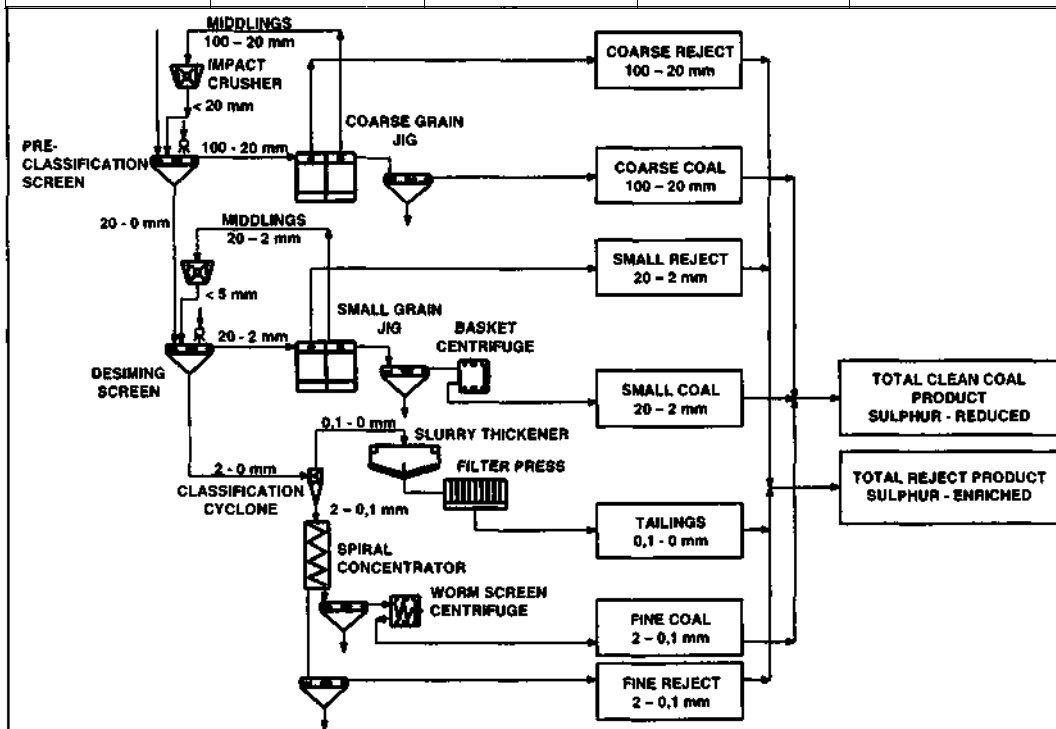 MIDDLINGS
100 – 20 mm
IMPACT
CRUSHER
< 20 mm
COARSE REJECT
100 – 20 mm
PRE-
CLASSIFICATION
SCREEN
100 - 20 mm
COARSE GRAIN
JIG
COARSE COAL
100 – 20 mm
20 - 0 mm
MIDDLINGS
20 – 2 mm
SMALL REJECT
20 – 2 mm
< 5 mm
20 - 2 mm
SMALL GRAIN
JIG
BASKET
CENTRIFUGE
DESIMING
SCREEN
SMALL COAL
20 – 2 mm
TOTAL CLEAN COAL
PRODUCT
SULPHUR - REDUCED
0,1 - 0 mm
SLURRY THICKENER
2 - 0 mm
CLASSIFICATION
CYCLONE
FILTER PRESS
TOTAL REJECT PRODUCT
SULPHUR - ENRICHED
2 – 0,1 mm
TAILINGS
0,1 - 0 mm
SPIRAL
CONCENTRATOR
WORM SCREEN
CENTRIFUGE
FINE COAL
2 – 0,1 mm
FINE REJECT
2 – 0,1 mm